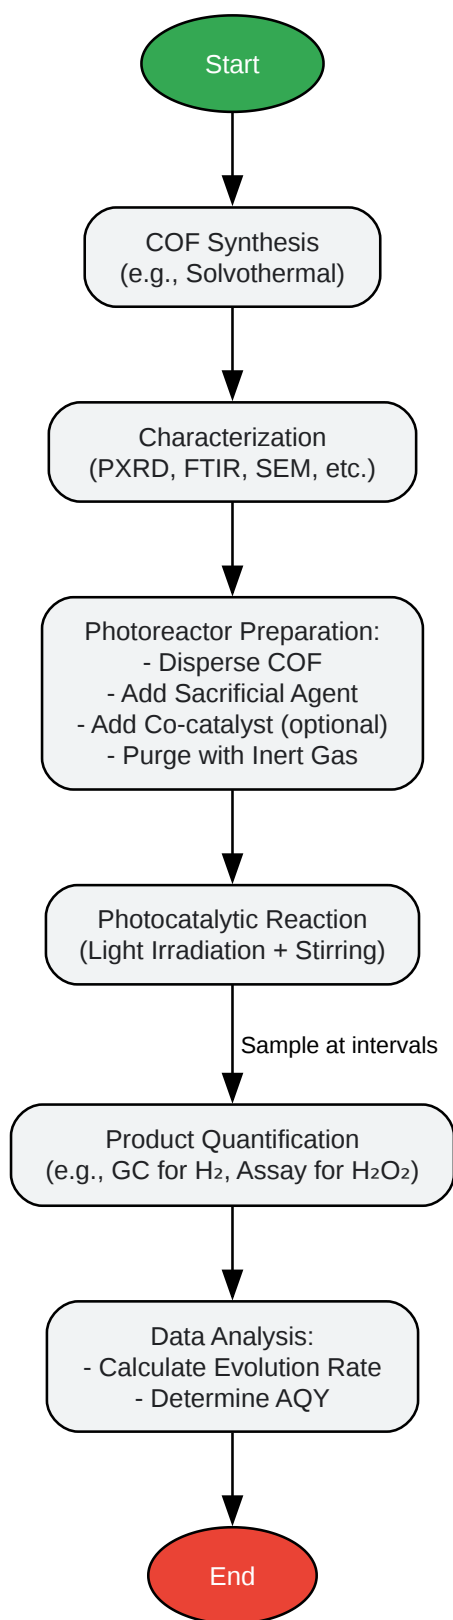 Start
COF Synthesis
(e.g., Solvothermal)
Characterization
(PXRD, FTIR, SEM, etc.)
Photoreactor Preparation:
- Disperse COF
- Add Sacrificial Agent
- Add Co-catalyst (optional)
- Purge with Inert Gas
Photocatalytic Reaction
(Light Irradiation + Stirring)
Sample at intervals
Product Quantification
(e.g., GC for H₂, Assay for H₂O₂)
Data Analysis:
- Calculate Evolution Rate
- Determine AQY
End